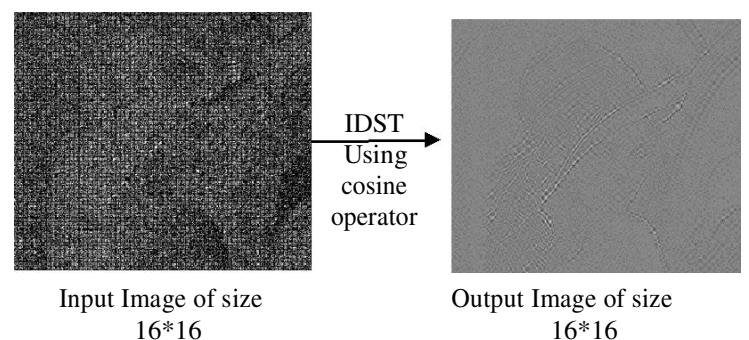 IDST
Using
cosine
operator
Input Image of size
16*16
Output Image of size
16*16